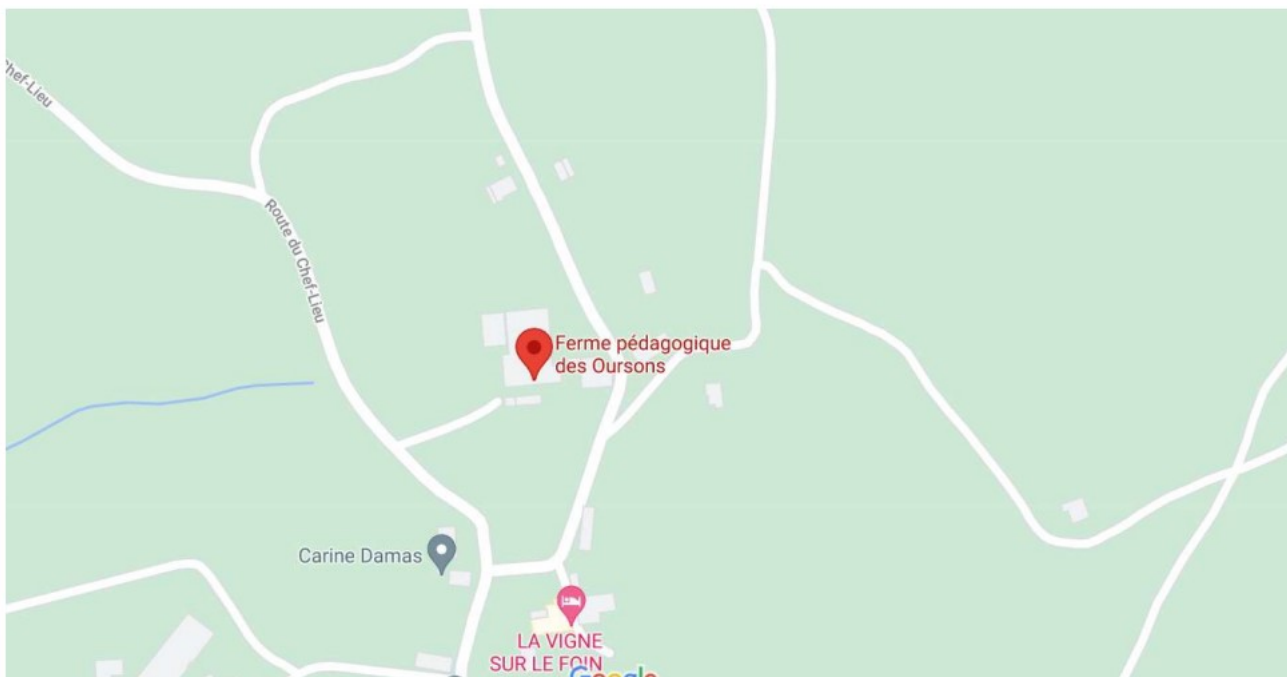 Chef-Lieu
Route du Chef-Lieu
Ferme pédagogique
des Oursons
Carine Damas
LA VIGNE
SUR LE FOIN
Google